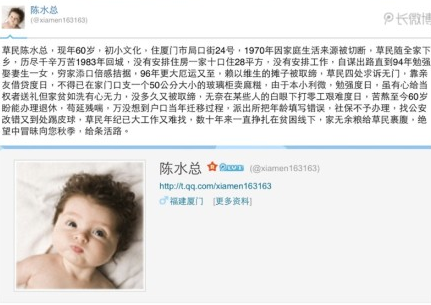 陈水总
(@xiamen163163)
长微博
草民陈水总，现年60岁，初小文化，住厦门市局口街24号，1970年因家庭生活来源被切断，草民随全家下
乡，历尽千辛万苦1983年回城，没有安排住房一家十口住28平方，没有安排工作，自谋出路直到94年勉强
娶妻生一女，穷家添口倍感拮据，96年更大厄运又至，赖以维生的摊子被取缔，草民四处求诉无门，靠亲
友借贷度日，不得已在家门口支一个50公分大小的玻璃柜卖糜糍，由于本小利微，勉强度日，虽有心给当
权者送礼但家贫如洗有心无力，没多久又被取缔，无奈在某些人的白眼下打零工艰难度日，苦熬至今60岁
盼能办理退休，苟延残喘，万没想到户口当年迁移过程，派出所把年龄填写错误，社保不予办理，找公安
改错又到处踢皮球，草民年纪已大工作又难找，数十年来一直挣扎在贫困线下，家无余粮给草民裹腹，绝
望中冒昧向您秋季，给条活路。
陈水总
(@xiamen163163)
http://t.qq.com/xiamen163163
福建厦门 [更多资料]